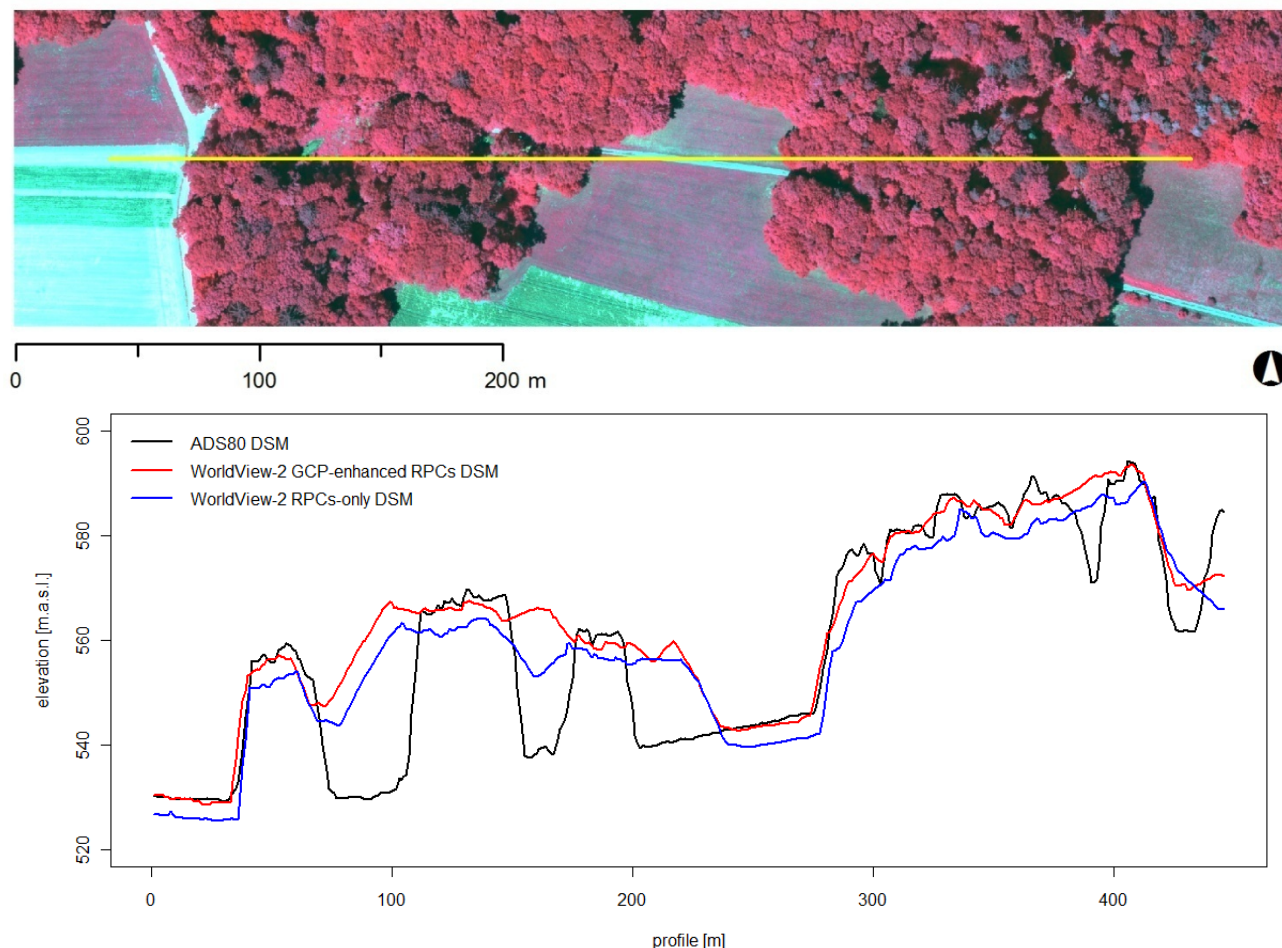 0 100 200 m
ADS80 DSM
WorldView-2 GCP-enhanced RPCs DSM
WorldView-2 RPCs-only DSM
elevation [m.a.s.l.]
600
580
560
540
520
0 100 200 300 400
profile [m]